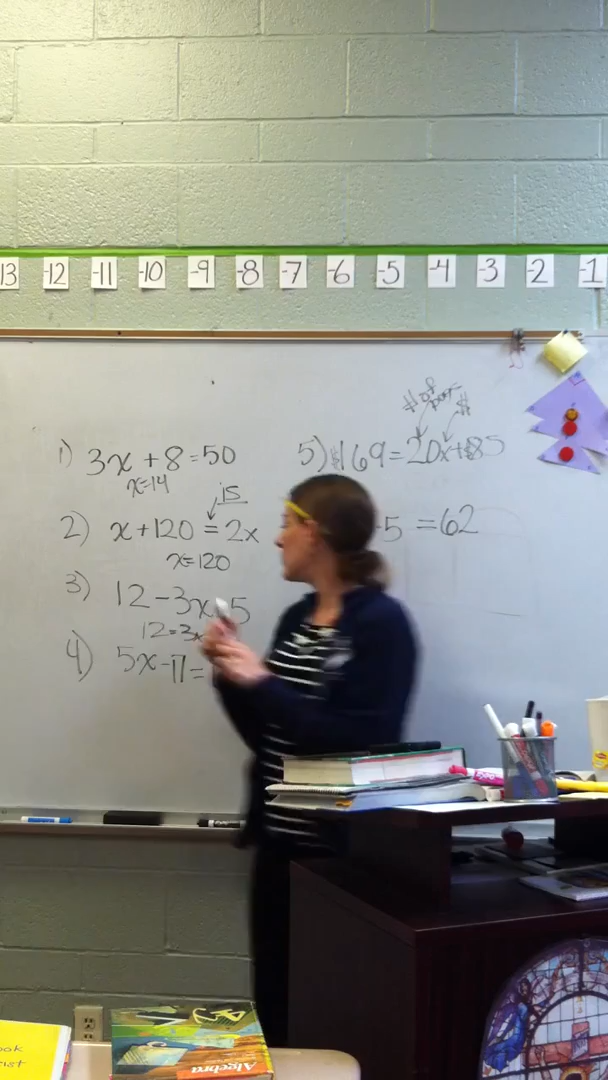 13 -12 -11 -10 -9 -8 -7 -6 -5 -4 -3 -2 -1
1) 3x + 8 = 50
x=14
is
2) x + 120 = 2x
x=120
3) 12 - 3x 5
12=3x
4) 5x - 17 =
# of $
5) $169 = 20x+$85
-5 = 62
Algebra